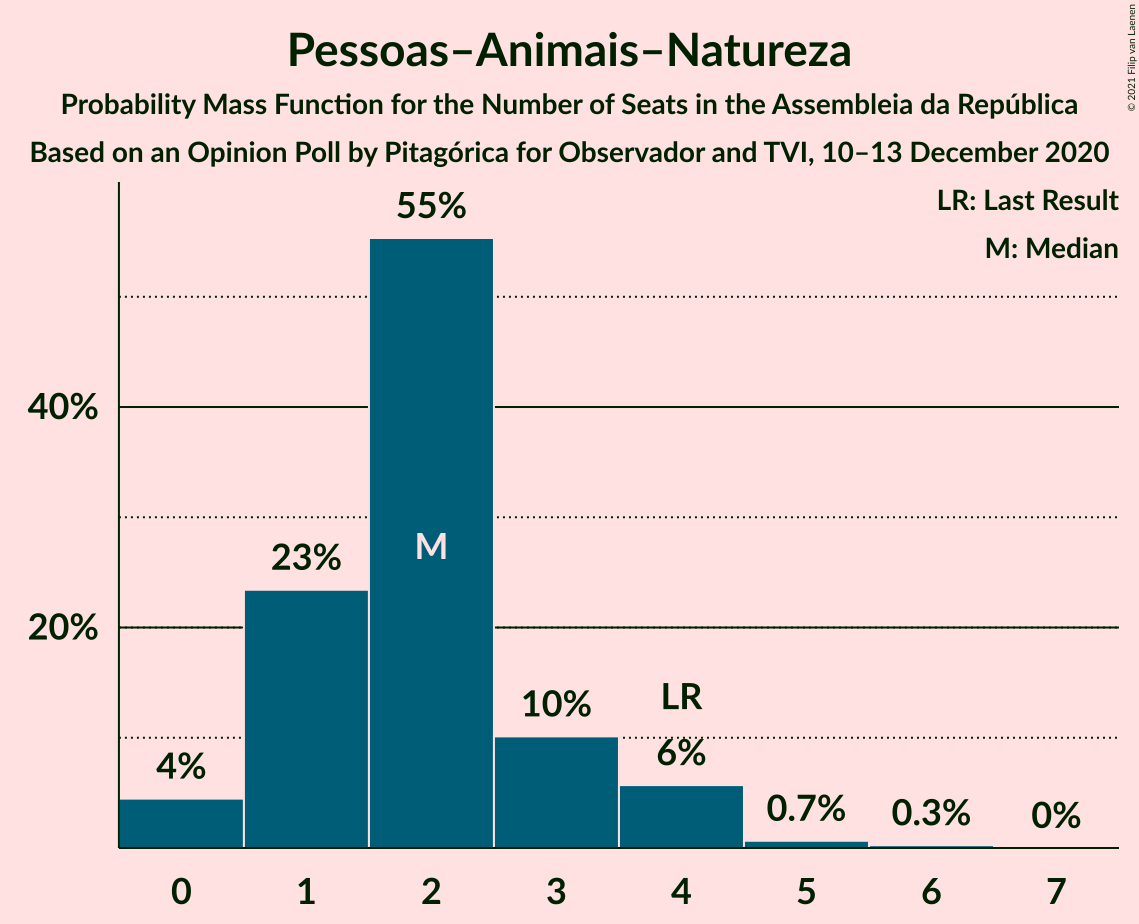 Pessoas–Animais–Natureza
Probability Mass Function for the Number of Seats in the Assembleia da República
Based on an Opinion Poll by Pitagórica for Observador and TVI, 10–13 December 2020
© 2021 Filip van Laenen
LR: Last Result
M: Median
55%
40%
M
23%
20%
LR
10%
6%
4%
0.7%
0.3%
0%
0 1 2 3 4 5 6 7